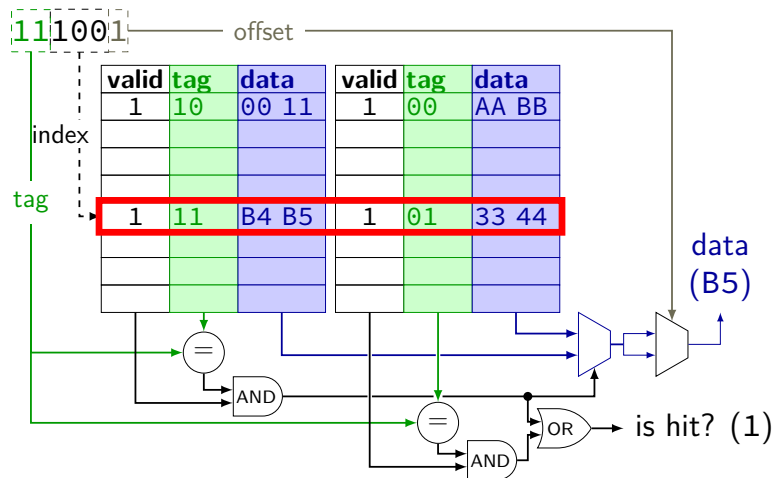 111001 offset
valid tag data valid tag data
1 10 00 11 1 00 AA BB
index
tag
1 11 B4 B5 1 01 33 44
data
(B5)
=
AND
=
OR is hit? (1)
AND